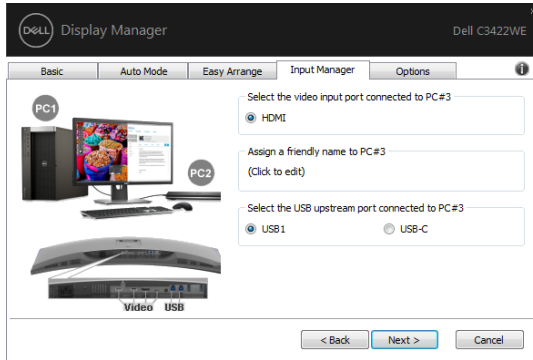 DELL Display Manager
Dell C3422WE
Basic
Auto Mode
Easy Arrange
Input Manager
Options
Select the video input port connected to PC#3
HDMI
Assign a friendly name to PC#3
(Click to edit)
Select the USB upstream port connected to PC#3
USB1
USB-C
PC1
PC2
Video USB
< Back
Next >
Cancel